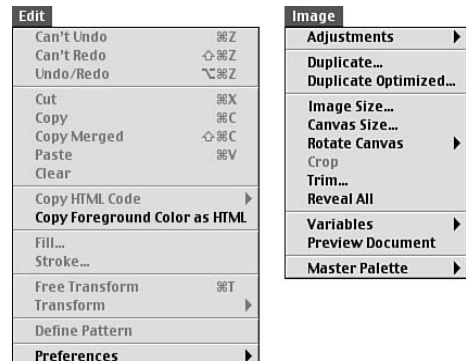 Edit
Can't Undo ⌘Z
Can't Redo ⇧⌘Z
Undo/Redo ⌥⌘Z
Cut ⌘X
Copy ⌘C
Copy Merged ⇧⌘C
Paste ⌘V
Clear
Copy HTML Code
Copy Foreground Color as HTML
Fill...
Stroke...
Free Transform ⌘T
Transform
Define Pattern
Preferences
Image
Adjustments
Duplicate...
Duplicate Optimized...
Image Size...
Canvas Size...
Rotate Canvas
Crop
Trim...
Reveal All
Variables
Preview Document
Master Palette